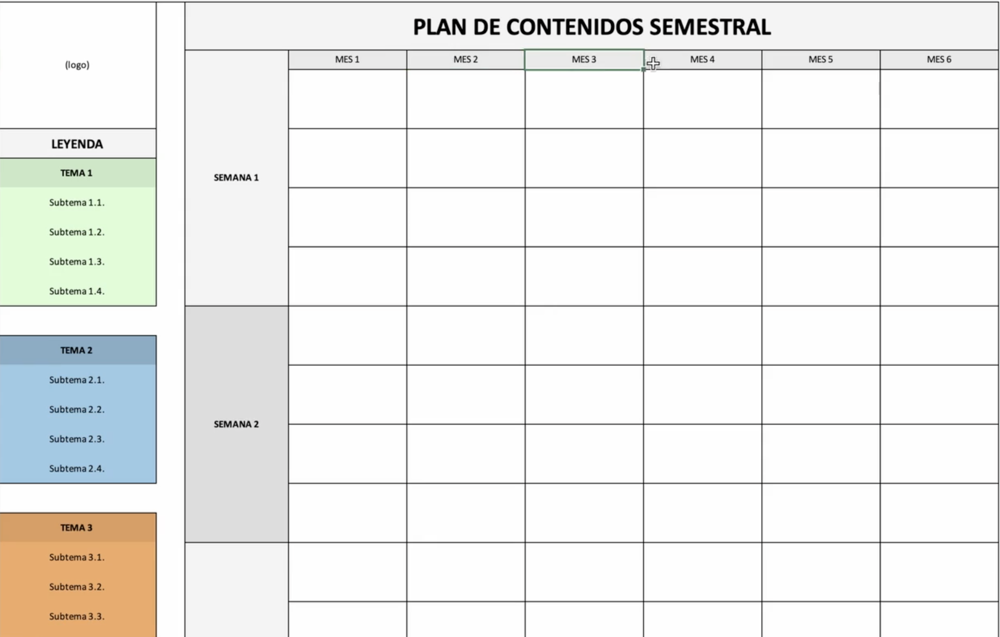 PLAN DE CONTENIDOS SEMESTRAL
(logo)
MES 1
MES 2
MES 3
MES 4
MES 5
MES 6
LEYENDA
TEMA 1
Subtema 1.1.
Subtema 1.2.
Subtema 1.3.
Subtema 1.4.
TEMA 2
Subtema 2.1.
Subtema 2.2.
Subtema 2.3.
Subtema 2.4.
TEMA 3
Subtema 3.1.
Subtema 3.2.
Subtema 3.3.
SEMANA 1
SEMANA 2